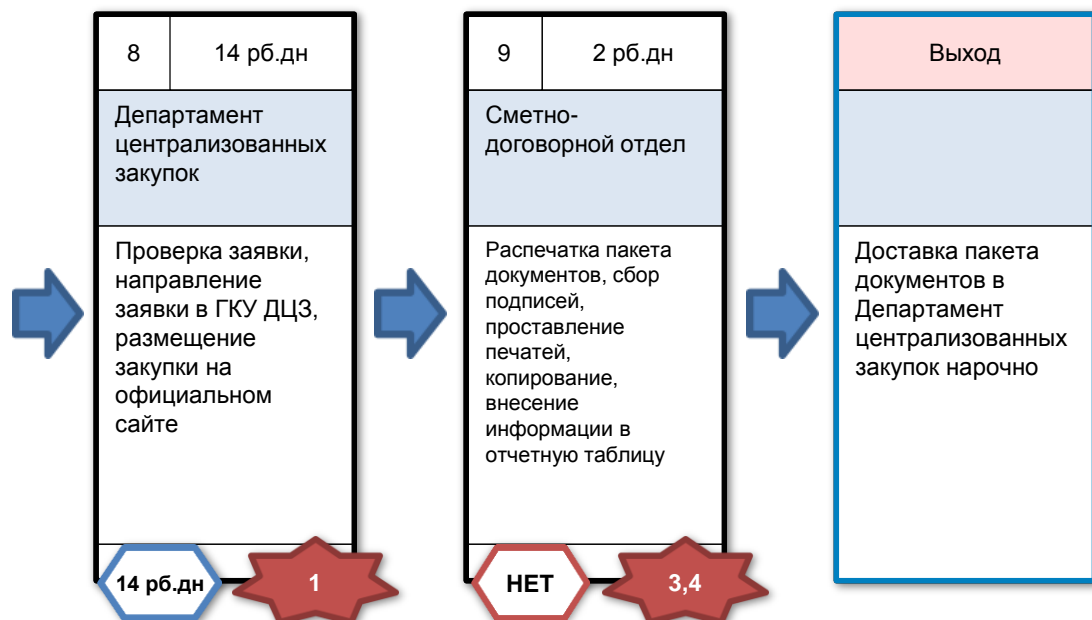 8
14 рб.дн
Департамент
централизованных
закупок
Проверка заявки,
направление
заявки в ГКУ ДЦЗ,
размещение
закупки на
официальном
сайте
14 рб.дн
1
9
2 рб.дн
Сметно-
договорной отдел
Распечатка пакета
документов, сбор
подписей,
проставление
печатей,
копирование,
внесение
информации в
отчетную таблицу
НЕТ
3,4
Выход
Доставка пакета
документов в
Департамент
централизованных
закупок нарочно